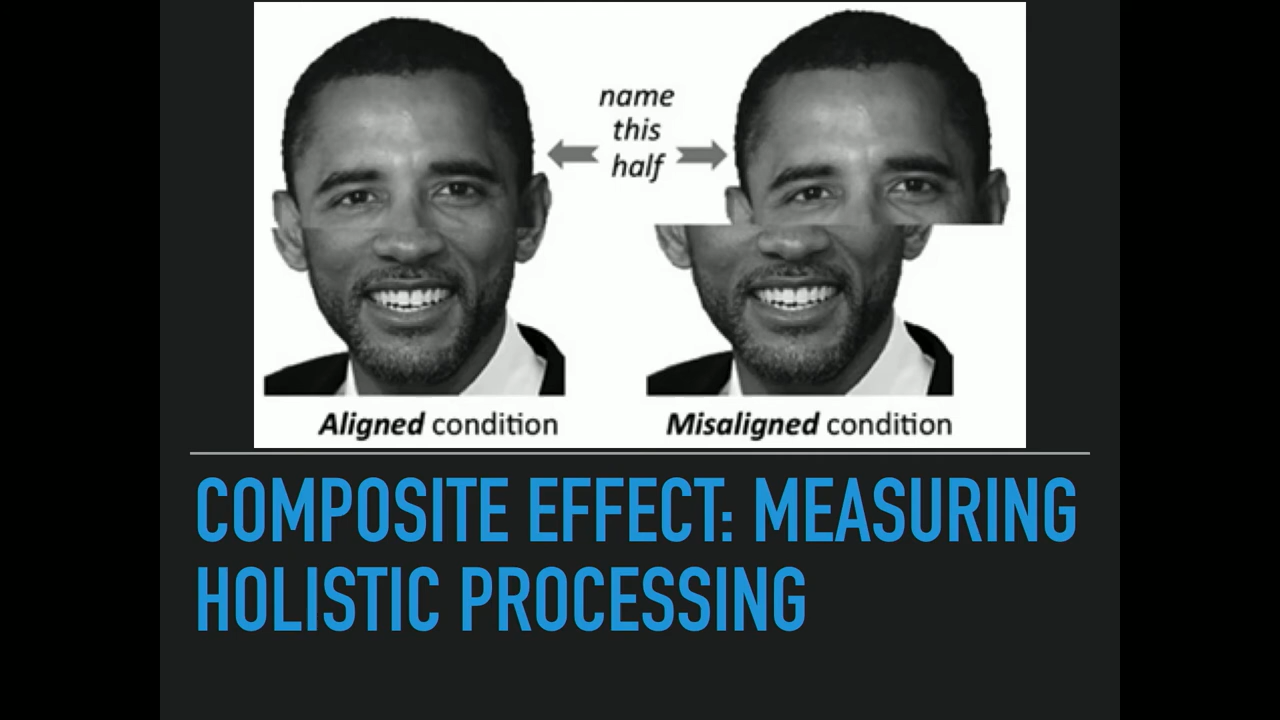 name
this
half
Aligned condition
Misaligned condition
COMPOSITE EFFECT: MEASURING
HOLISTIC PROCESSING